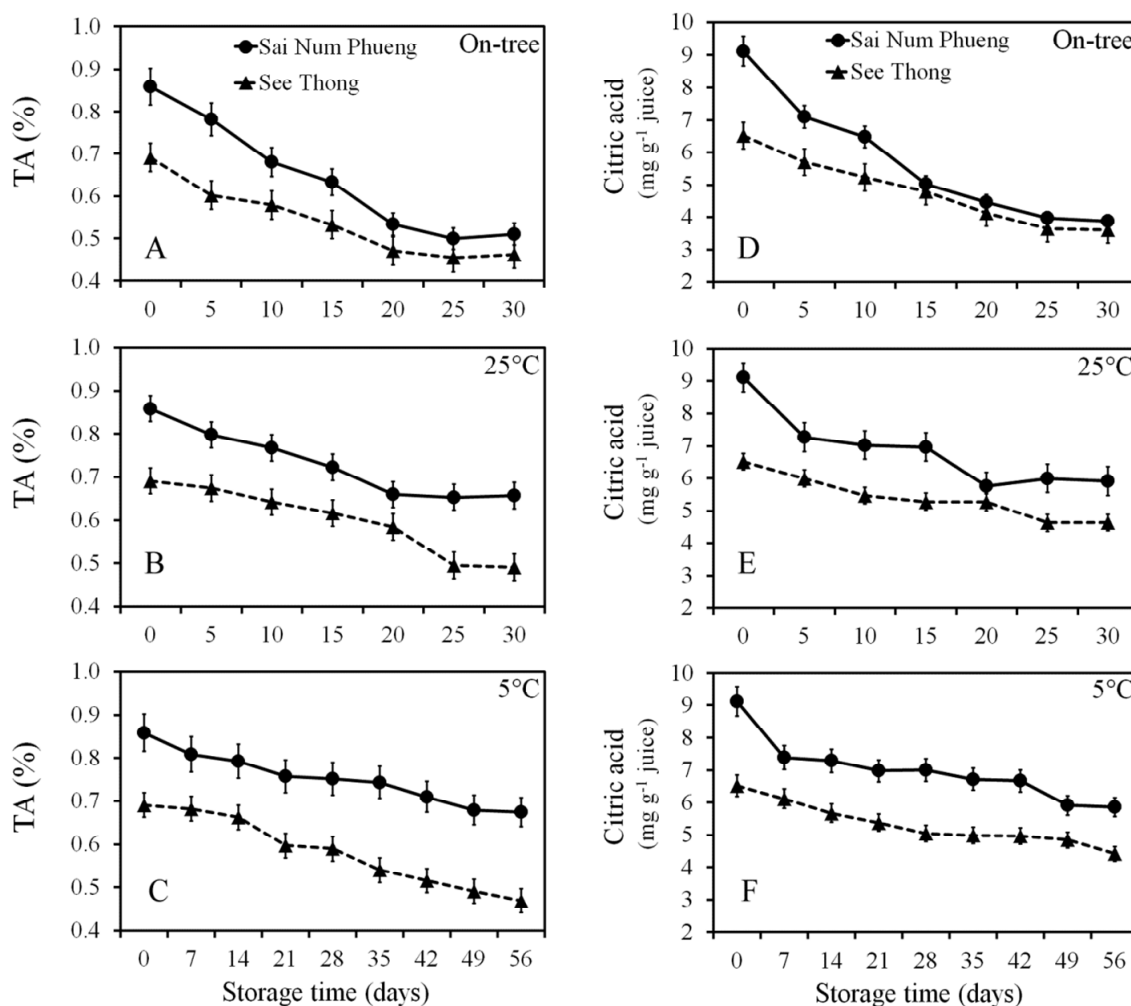 1.0
0.9
0.8
0.7
0.6
0.5
0.4
TA (%)
Sai Num Phueng
See Thong
On-tree
A
0 5 10 15 20 25 30
10
9
8
7
6
5
4
3
2
Citric acid
(mg g⁻¹ juice)
Sai Num Phueng
See Thong
On-tree
D
0 5 10 15 20 25 30
1.0
0.9
0.8
0.7
0.6
0.5
0.4
TA (%)
25°C
B
0 5 10 15 20 25 30
10
9
8
7
6
5
4
3
2
Citric acid
(mg g⁻¹ juice)
25°C
E
0 5 10 15 20 25 30
1.0
0.9
0.8
0.7
0.6
0.5
0.4
TA (%)
5°C
C
0 7 14 21 28 35 42 49 56
Storage time (days)
10
9
8
7
6
5
4
3
2
Citric acid
(mg g⁻¹ juice)
5°C
F
0 7 14 21 28 35 42 49 56
Storage time (days)